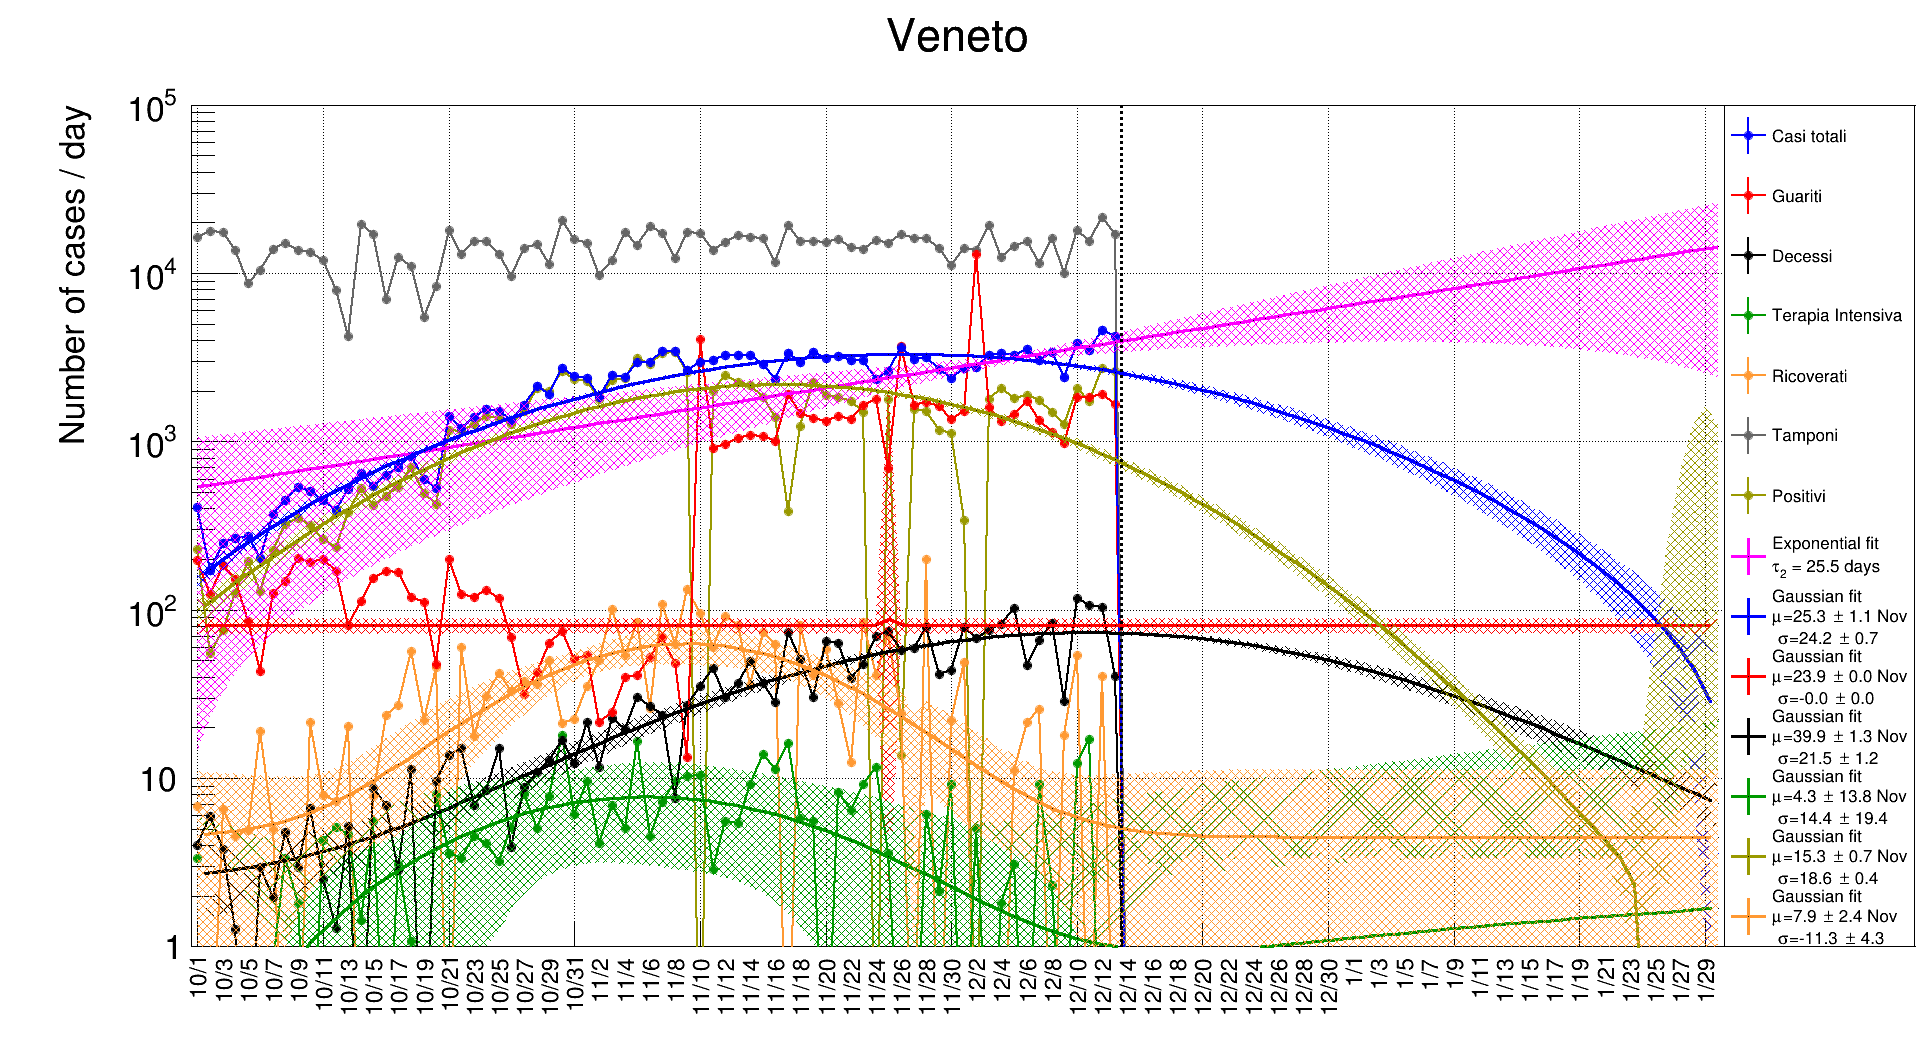 Veneto
Number of cases / day
10^5
10^4
10^3
10^2
10
1
10/1 10/3 10/5 10/7 10/9 10/11 10/13 10/15 10/17 10/19 10/21 10/23 10/25 10/27 10/29 10/31 11/2 11/4 11/6 11/8 11/10 11/12 11/14 11/16 11/18 11/20 11/22 11/24 11/26 11/28 11/30 12/2 12/4 12/6 12/8 12/10 12/12 12/14 12/16 12/18 12/20 12/22 12/24 12/26 12/28 12/30 1/1 1/3 1/5 1/7 1/9 1/11 1/13 1/15 1/17 1/19 1/21 1/23 1/25 1/27 1/29
Casi totali
Guariti
Decessi
Terapia Intensiva
Ricoverati
Tamponi
Positivi
Exponential fit
τ₂ = 25.5 days
Gaussian fit
μ=25.3 ± 1.1 Nov
σ=24.2 ± 0.7
Gaussian fit
μ=23.9 ± 0.0 Nov
σ=-0.0 ± 0.0
Gaussian fit
μ=39.9 ± 1.3 Nov
σ=21.5 ± 1.2
Gaussian fit
μ=4.3 ± 13.8 Nov
σ=14.4 ± 19.4
Gaussian fit
μ=15.3 ± 0.7 Nov
σ=18.6 ± 0.4
Gaussian fit
μ=7.9 ± 2.4 Nov
σ=-11.3 ± 4.3